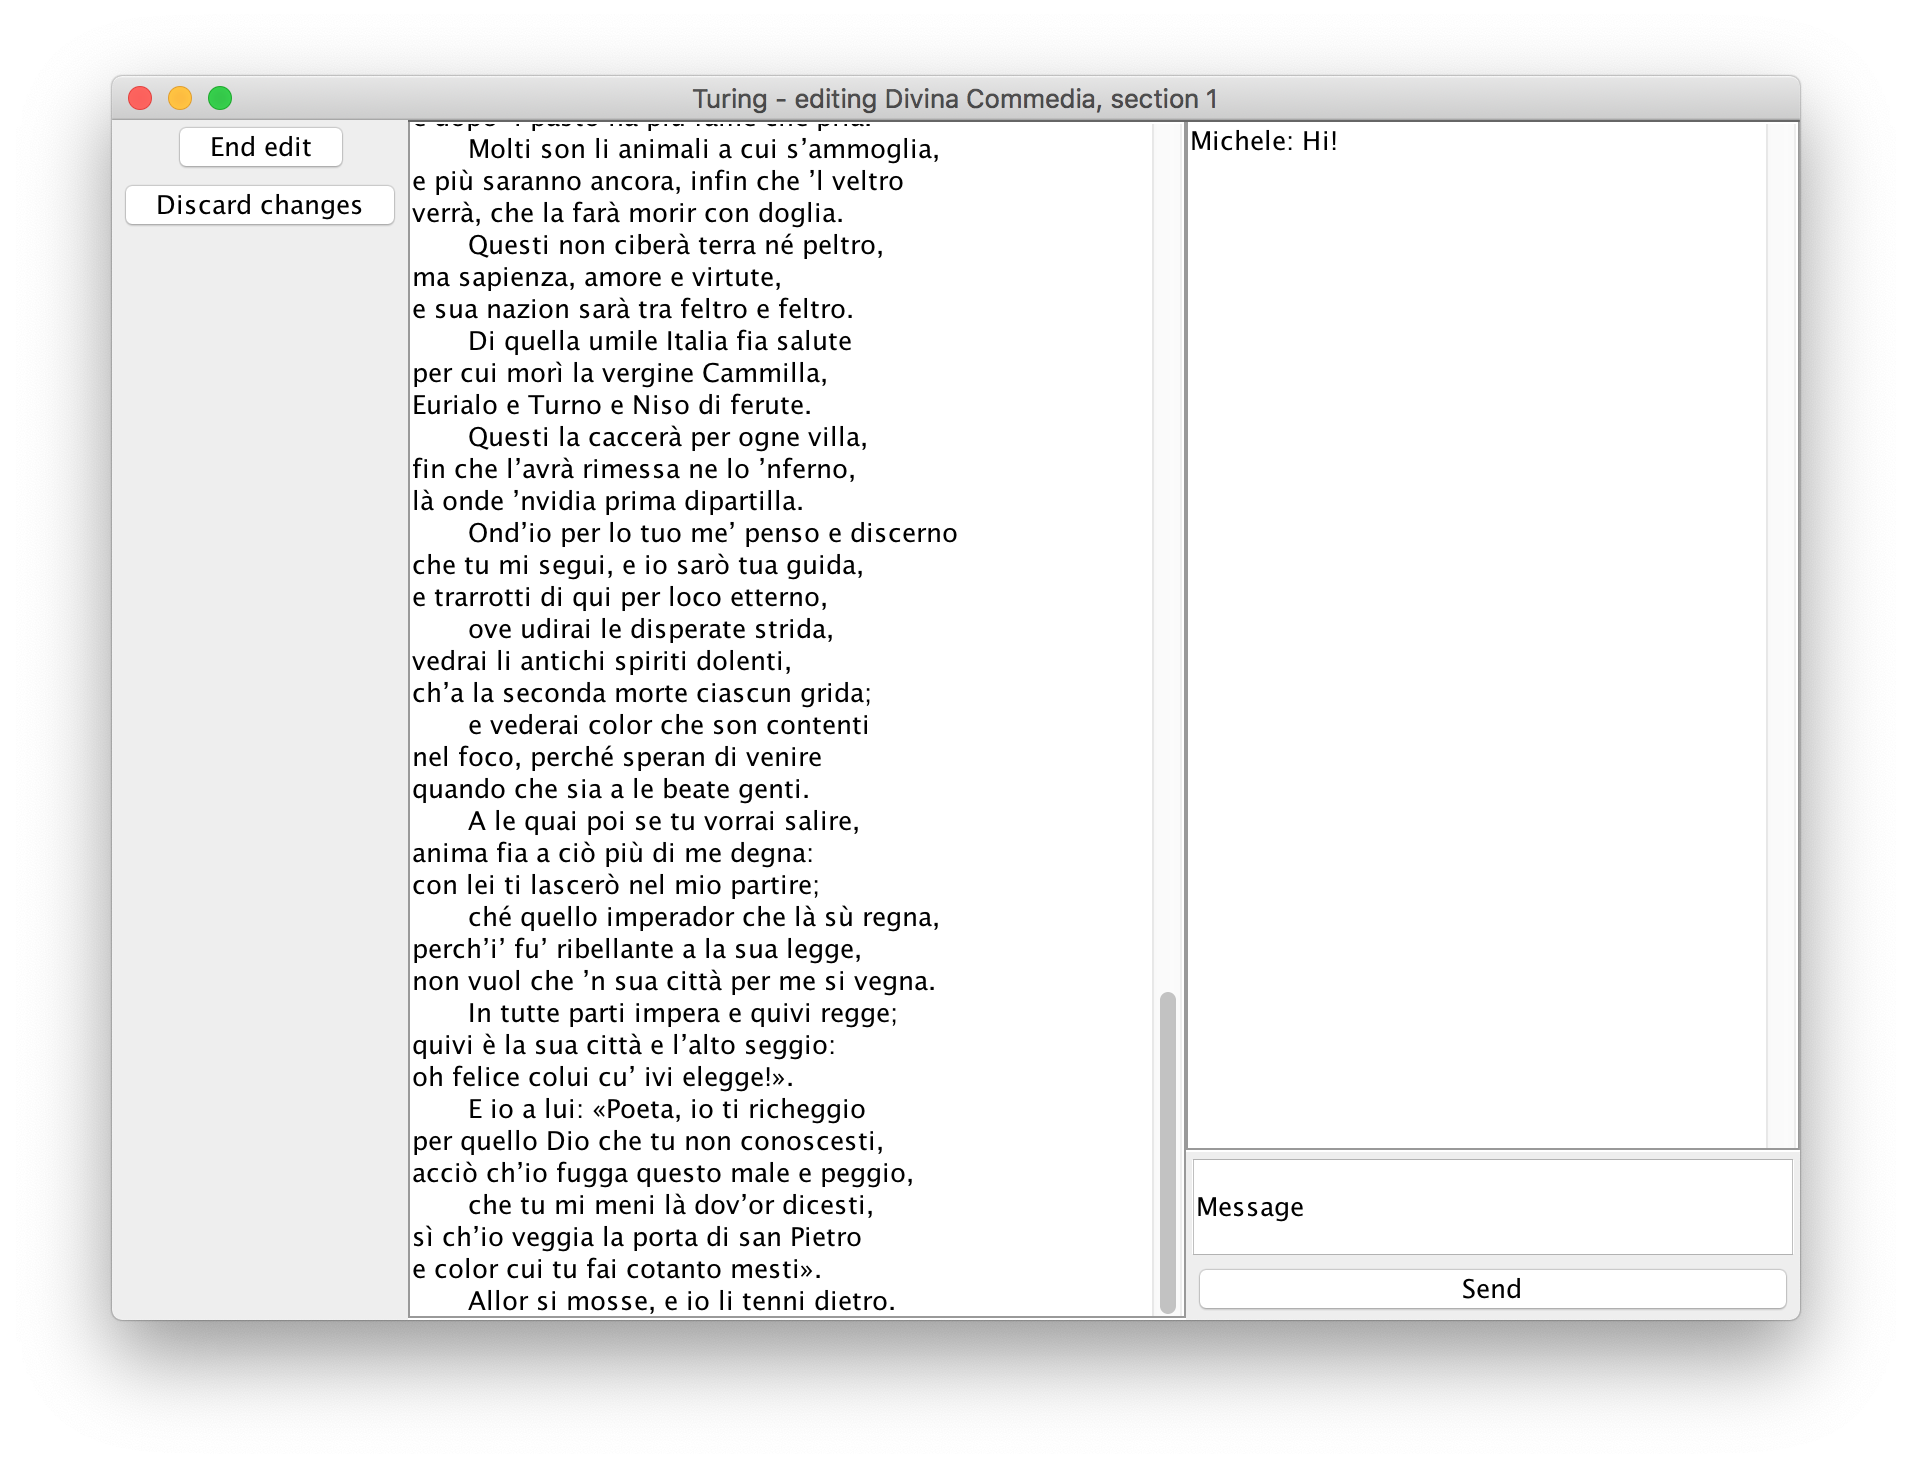 Turing - editing Divina Commedia, section 1
End edit
Discard changes
e dopo 'l pasto ha più fame che pria.
Molti son li animali a cui s’ammoglia,
e più saranno ancora, infin che ’l veltro
verrà, che la farà morir con doglia.
Questi non ciberà terra né peltro,
ma sapienza, amore e virtute,
e sua nazion sarà tra feltro e feltro.
Di quella umile Italia fia salute
per cui morì la vergine Cammilla,
Eurialo e Turno e Niso di ferute.
Questi la caccerà per ogne villa,
fin che l’avrà rimessa ne lo ’nferno,
là onde ’nvidia prima dipartilla.
Ond’io per lo tuo me’ penso e discerno
che tu mi segui, e io sarò tua guida,
e trarrotti di qui per loco etterno,
ove udirai le disperate strida,
vedrai li antichi spiriti dolenti,
ch’a la seconda morte ciascun grida;
e vederai color che son contenti
nel foco, perché speran di venire
quando che sia a le beate genti.
A le quai poi se tu vorrai salire,
anima fia a ciò più di me degna:
con lei ti lascerò nel mio partire;
ché quello imperador che là sù regna,
perch’i’ fu’ ribellante a la sua legge,
non vuol che ’n sua città per me si vegna.
In tutte parti impera e quivi regge;
quivi è la sua città e l’alto seggio:
oh felice colui cu’ ivi elegge!».
E io a lui: «Poeta, io ti richeggio
per quello Dio che tu non conoscesti,
acciò ch’io fugga questo male e peggio,
che tu mi meni là dov’or dicesti,
sì ch’io veggia la porta di san Pietro
e color cui tu fai cotanto mesti».
Allor si mosse, e io li tenni dietro.
Michele: Hi!
Message
Send